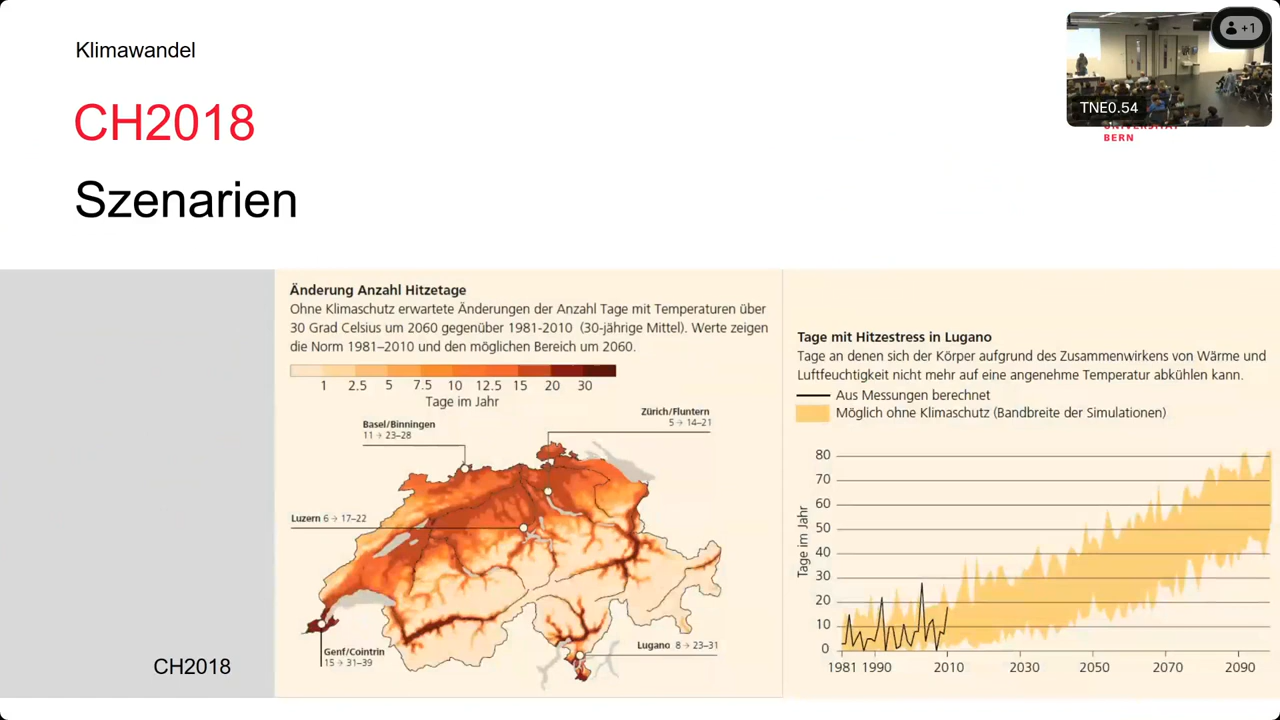 Klimawandel
CH2018
Szenarien
+1
TNE0.54
BERN
Änderung Anzahl Hitzetage
Ohne Klimaschutz erwartete Änderungen der Anzahl Tage mit Temperaturen über
30 Grad Celsius um 2060 gegenüber 1981-2010 (30-jährige Mittel). Werte zeigen
die Norm 1981–2010 und den möglichen Bereich um 2060.
1 2.5 5 7.5 10 12.5 15 20 30
Tage im Jahr
Basel/Binningen
11 → 23–28
Zürich/Fluntern
5 → 14–21
Luzern 6 → 17–22
Genf/Cointrin
15 → 31–39
Lugano 8 → 23–31
CH2018
Tage mit Hitzestress in Lugano
Tage an denen sich der Körper aufgrund des Zusammenwirkens von Wärme und
Luftfeuchtigkeit nicht mehr auf eine angenehme Temperatur abkühlen kann.
Aus Messungen berechnet
Möglich ohne Klimaschutz (Bandbreite der Simulationen)
Tage im Jahr
80
70
60
50
40
30
20
10
0
1981 1990 2010 2030 2050 2070 2090